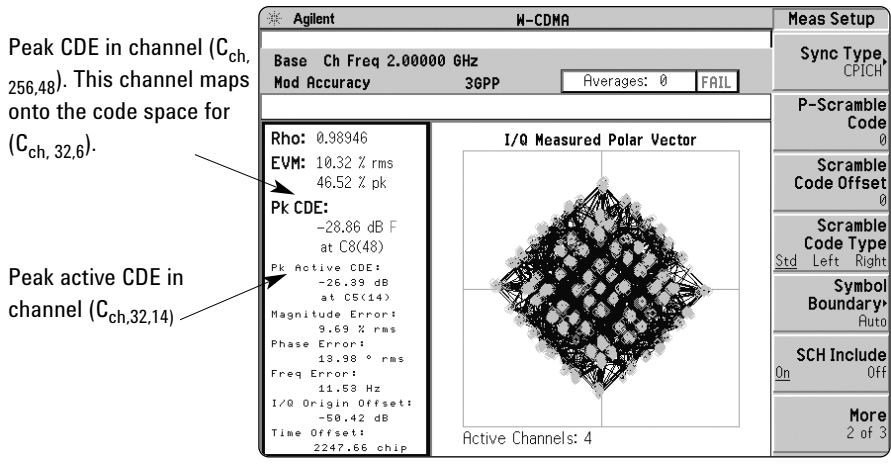 Peak CDE in channel (Cch,
256,48). This channel maps
onto the code space for
(Cch, 32,6).
Peak active CDE in
channel (Cch,32,14)
Agilent
W-CDMA
Base Ch Freq 2.00000 GHz
Mod Accuracy 3GPP
Averages: 0 FAIL
Rho: 0.98946
EVM: 10.32 % rms
46.52 % pk
Pk CDE:
-28.86 dB F
at C8(48)
Pk Active CDE:
-26.39 dB
at C5(14)
Magnitude Error:
9.69 % rms
Phase Error:
13.98 ° rms
Freq Error:
11.53 Hz
I/Q Origin Offset:
-50.42 dB
Time Offset:
2247.66 chip
I/Q Measured Polar Vector
Active Channels: 4
Meas Setup
Sync Type
CPICH
P-Scramble
Code
0
Scramble
Code Offset
0
Scramble
Code Type
Std Left Right
Symbol
Boundary
Auto
SCH Include
On Off
More
2 of 3